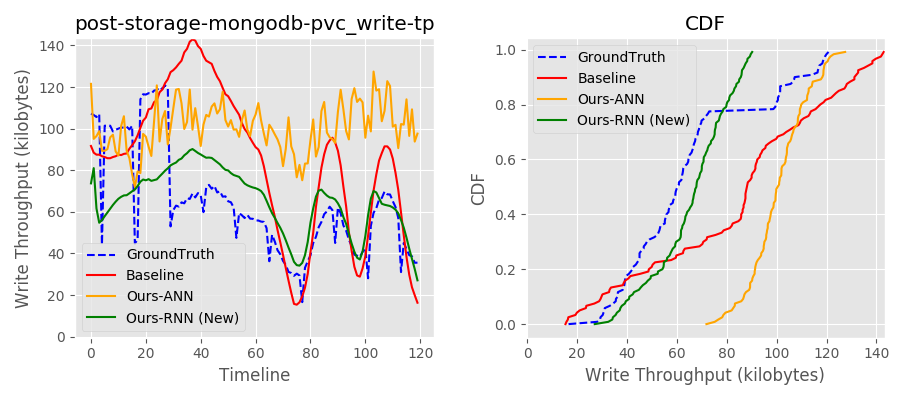 post-storage-mongodb-pvc_write-tp
Write Throughput (kilobytes)
140
120
100
80
60
40
20
0
GroundTruth
Baseline
Ours-ANN
Ours-RNN (New)
0 20 40 60 80 100 120
Timeline
CDF
CDF
1.0
0.8
0.6
0.4
0.2
0.0
GroundTruth
Baseline
Ours-ANN
Ours-RNN (New)
0 20 40 60 80 100 120 140
Write Throughput (kilobytes)